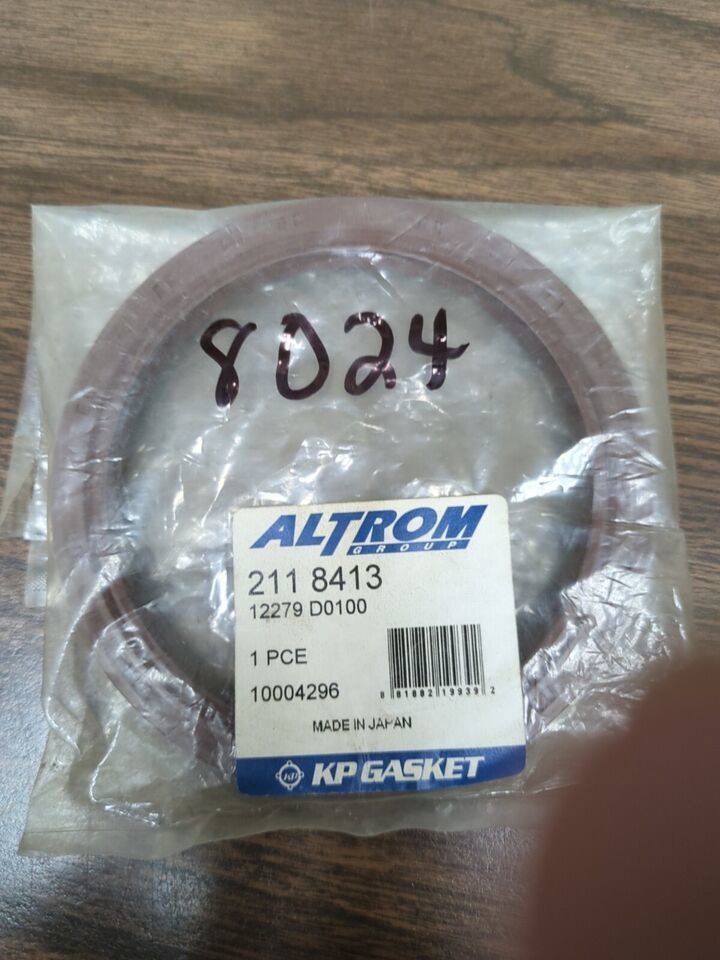 8024
ALTROM
GROUP
211 8413
12279 D0100
1 PCE
10004296
8 81882 19939 2
MADE IN JAPAN
KP KP GASKET